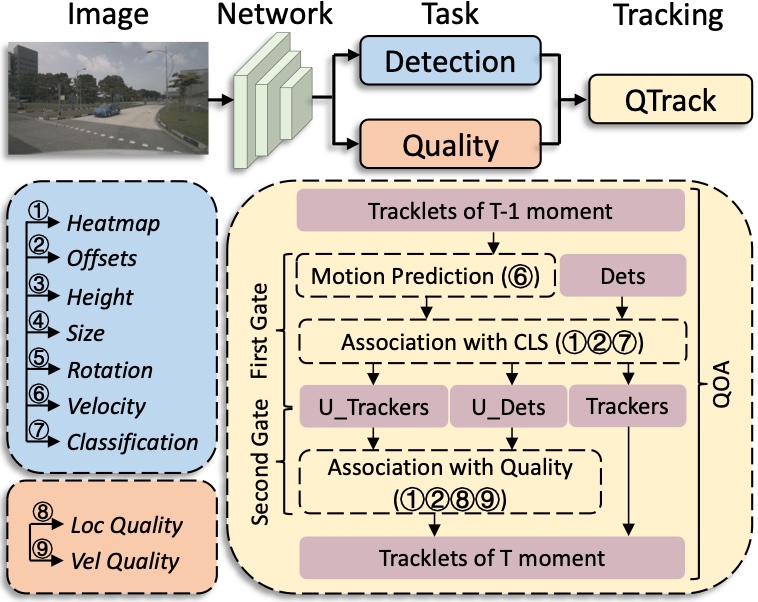 Image
Network
Task
Tracking
Detection
Quality
QTrack
① Heatmap
② Offsets
③ Height
④ Size
⑤ Rotation
⑥ Velocity
⑦ Classification
⑧ Loc Quality
⑨ Vel Quality
Tracklets of T-1 moment
First Gate
Motion Prediction (⑥)
Dets
Association with CLS (①②⑦)
U_Trackers
U_Dets
Trackers
Second Gate
Association with Quality
(①②⑧⑨)
Tracklets of T moment
QOA